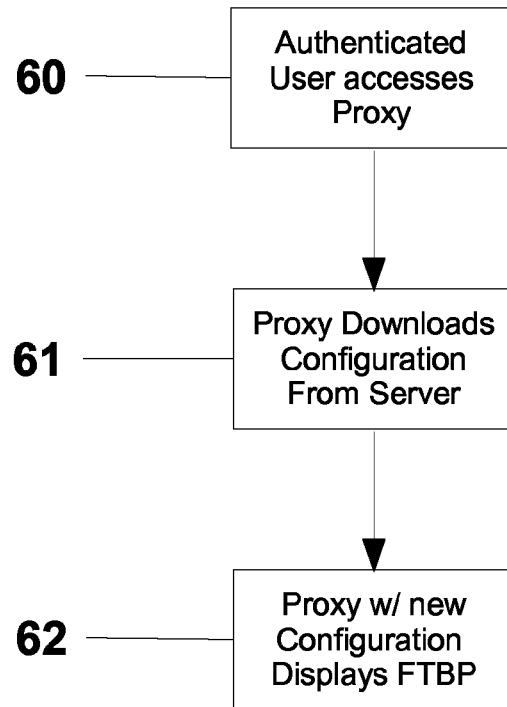 60
Authenticated
User accesses
Proxy
61
Proxy Downloads
Configuration
From Server
62
Proxy w/ new
Configuration
Displays FTBP